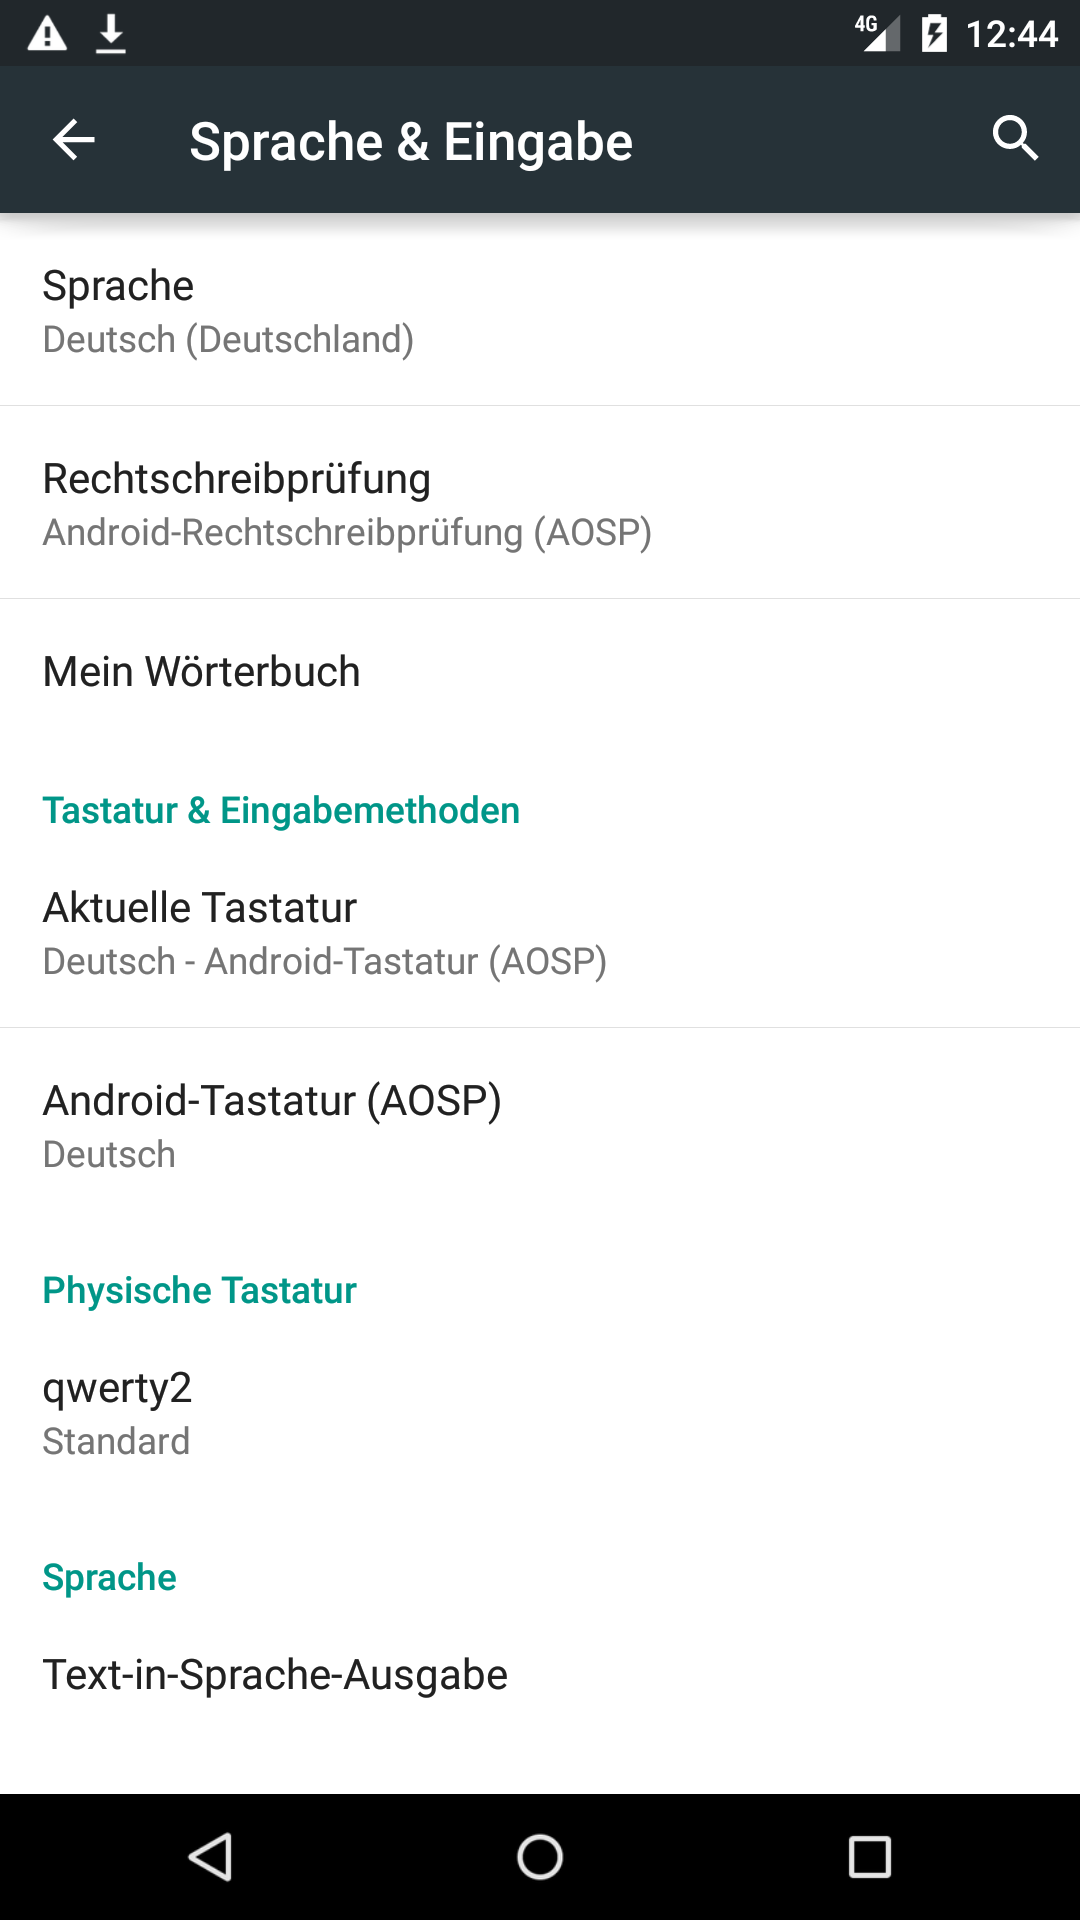 4G 12:44
Sprache & Eingabe
Sprache
Deutsch (Deutschland)
Rechtschreibprüfung
Android-Rechtschreibprüfung (AOSP)
Mein Wörterbuch
Tastatur & Eingabemethoden
Aktuelle Tastatur
Deutsch - Android-Tastatur (AOSP)
Android-Tastatur (AOSP)
Deutsch
Physische Tastatur
qwerty2
Standard
Sprache
Text-in-Sprache-Ausgabe